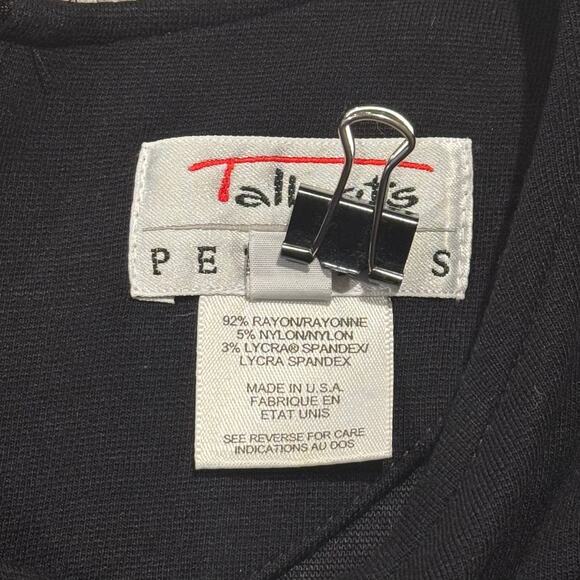 92% RAYON/RAYONNE
5% NYLON/NYLON
3% LYCRA® SPANDEX/
LYCRA SPANDEX
MADE IN U.S.A.
FABRIQUE EN
ETAT UNIS
SEE REVERSE FOR CARE
INDICATIONS AU DOS